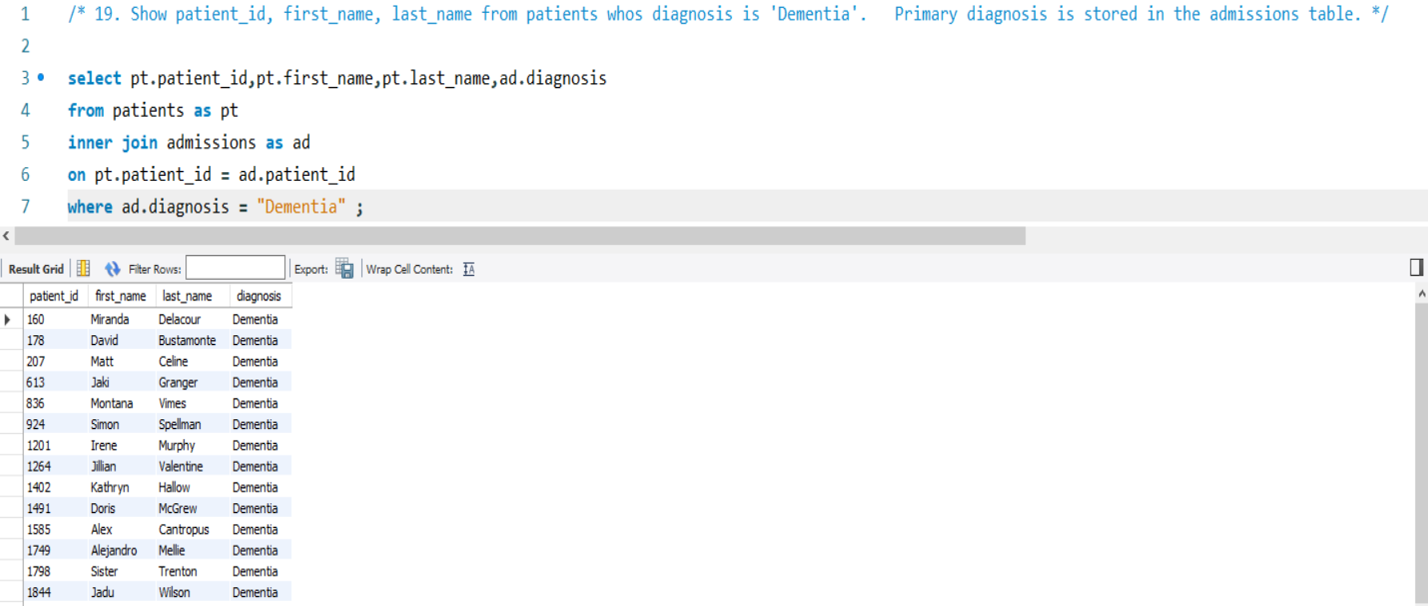 1 /* 19. Show patient_id, first_name, last_name from patients whos diagnosis is 'Dementia'.   Primary diagnosis is stored in the admissions table. */
2
3 select pt.patient_id,pt.first_name,pt.last_name,ad.diagnosis
4 from patients as pt
5 inner join admissions as ad
6 on pt.patient_id = ad.patient_id
7 where ad.diagnosis = "Dementia" ;
Result Grid Filter Rows: Export: Wrap Cell Content: IA
patient_id first_name last_name diagnosis
160 Miranda Delacour Dementia
178 David Bustamonte Dementia
207 Matt Celine Dementia
613 Jaki Granger Dementia
836 Montana Vimes Dementia
924 Simon Spellman Dementia
1201 Irene Murphy Dementia
1264 Jillian Valentine Dementia
1402 Kathryn Hallow Dementia
1491 Doris McGrew Dementia
1585 Alex Cantropus Dementia
1749 Alejandro Mellie Dementia
1798 Sister Trenton Dementia
1844 Jadu Wilson Dementia